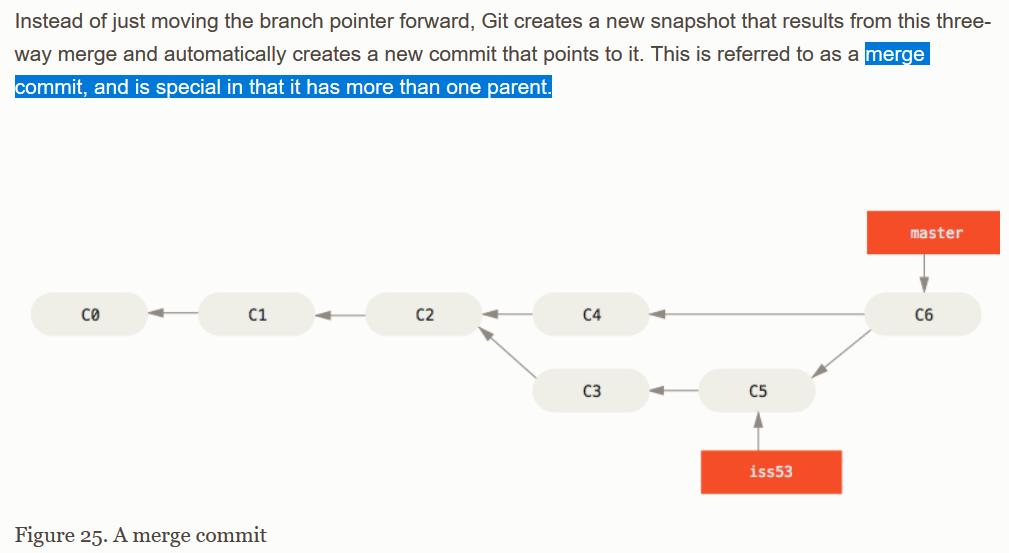 Instead of just moving the branch pointer forward, Git creates a new snapshot that results from this three-
way merge and automatically creates a new commit that points to it. This is referred to as a merge
commit, and is special in that it has more than one parent.
master
C0 C1 C2 C4 C6
C3 C5
iss53
Figure 25. A merge commit